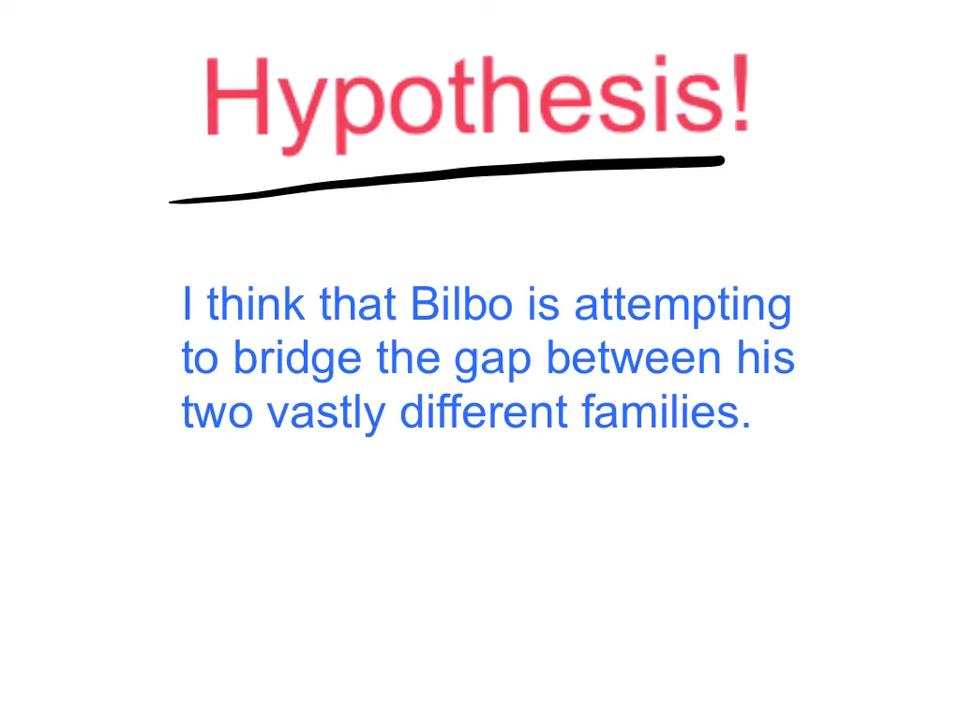 Hypothesis!
I think that Bilbo is attempting
to bridge the gap between his
two vastly different families.